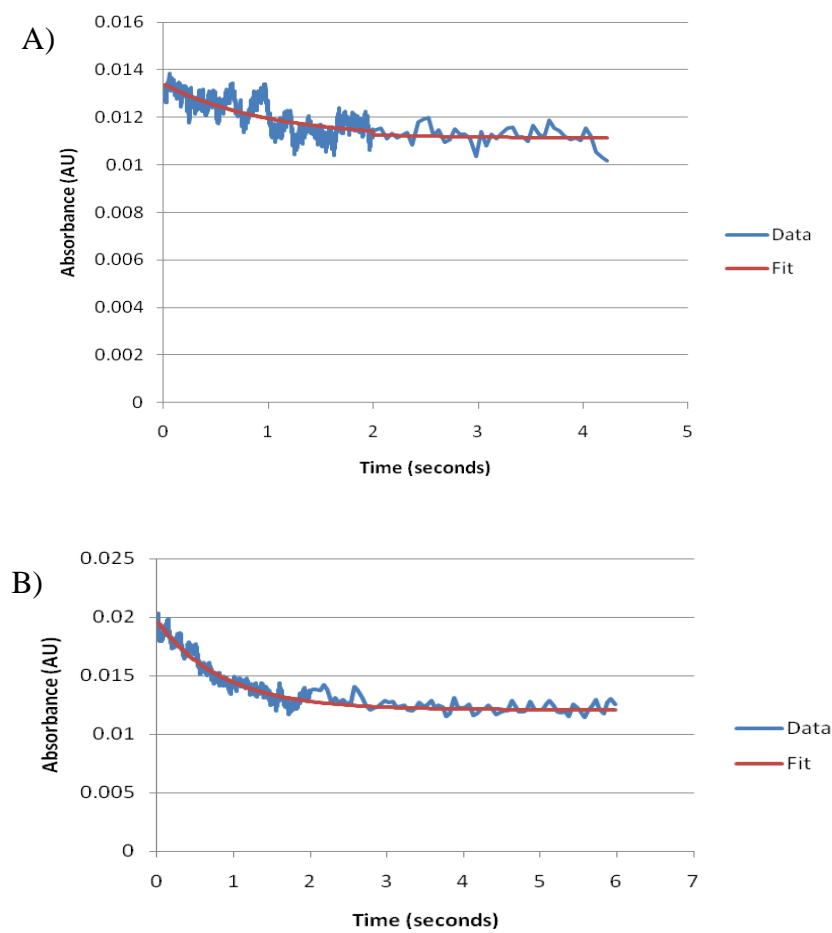 A)
0.016
0.014
0.012
0.01
0.008
0.006
0.004
0.002
0
Absorbance (AU)
0 1 2 3 4 5
Time (seconds)
Data
Fit
B)
0.025
0.02
0.015
0.01
0.005
0
Absorbance (AU)
0 1 2 3 4 5 6 7
Time (seconds)
Data
Fit